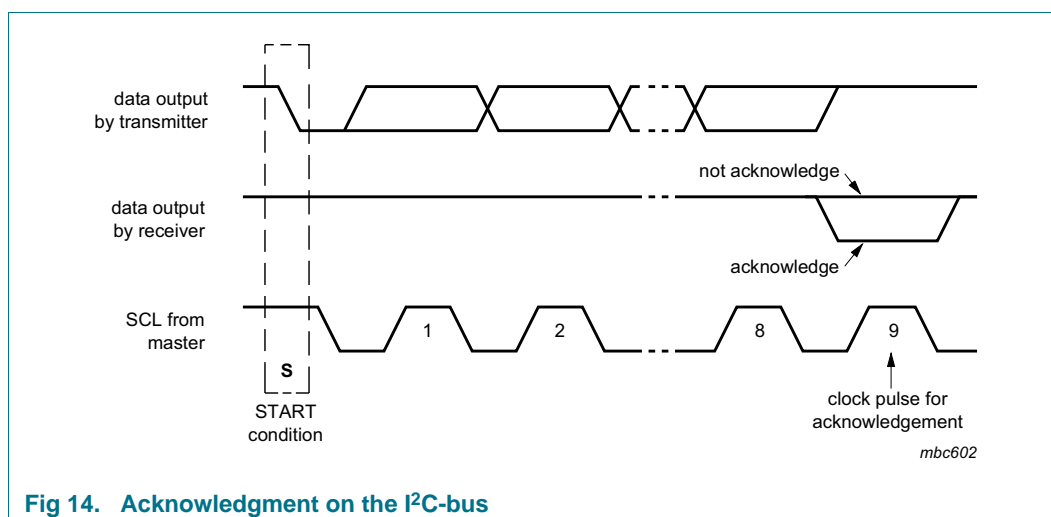 data output
by transmitter
not acknowledge
data output
by receiver
acknowledge
SCL from
master
1
2
8
9
S
START
condition
clock pulse for
acknowledgement
mbc602
Fig 14. Acknowledgment on the I²C-bus